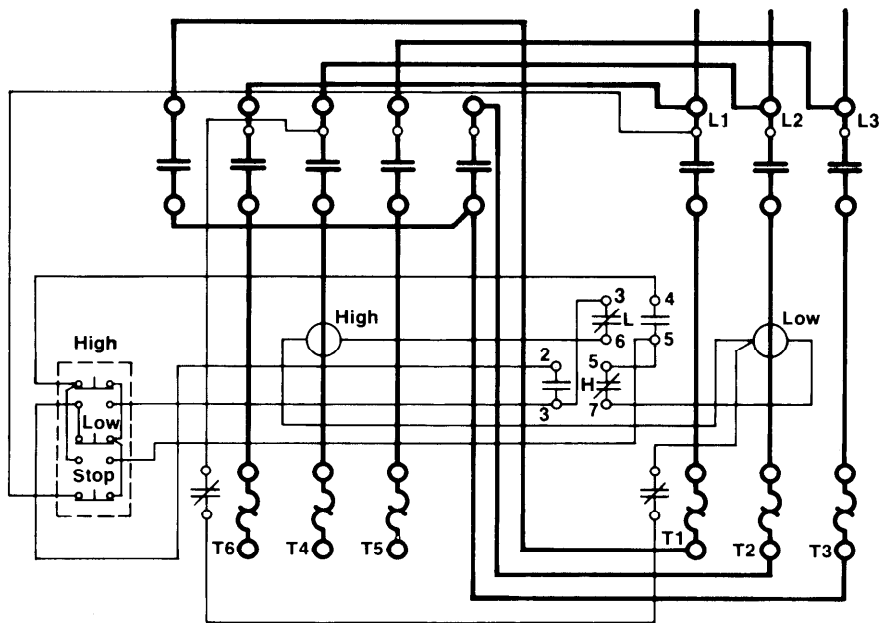 L1 L2 L3
3 4
High L Low
6 5
High
2 5
H
3 7
Low
Stop
T6 T4 T5 T1 T2 T3